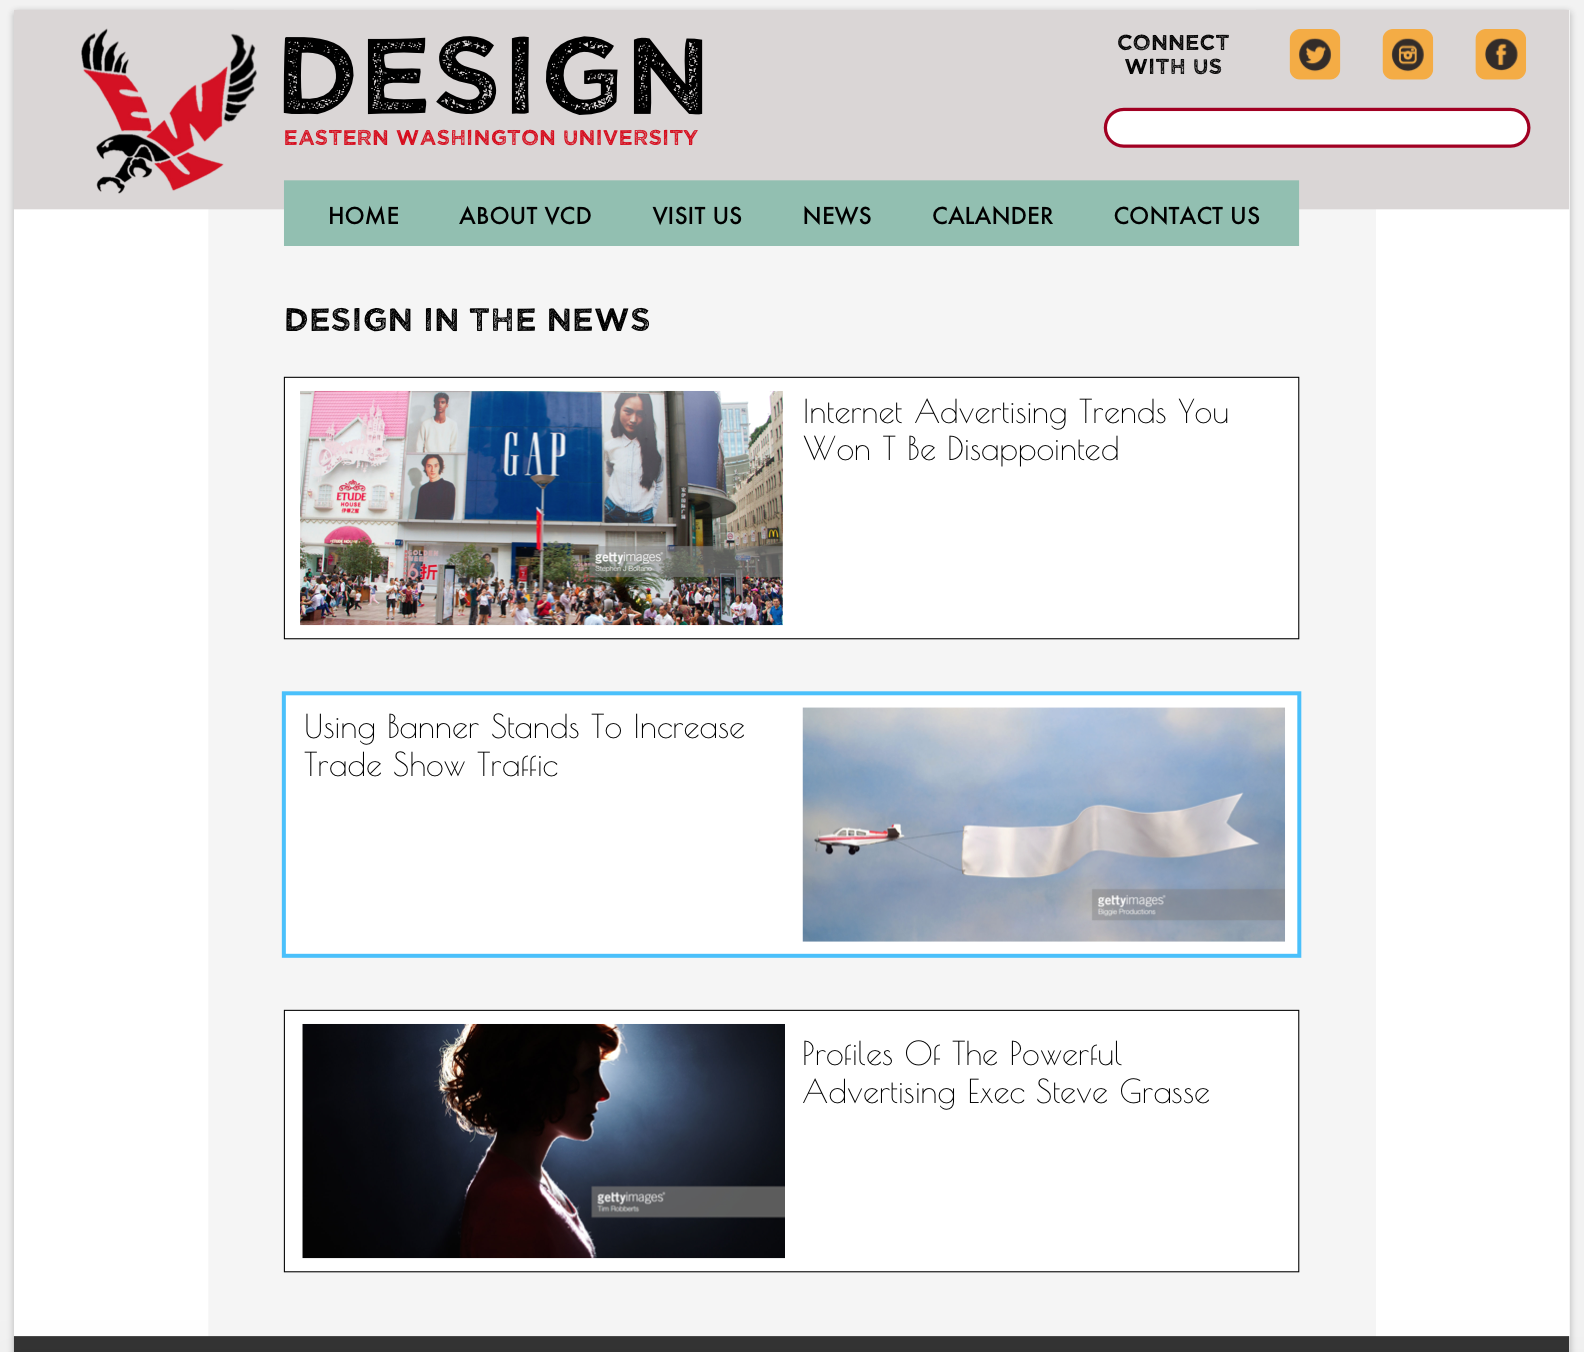 EWU
DESIGN
EASTERN WASHINGTON UNIVERSITY
CONNECT
WITH US
HOME
ABOUT VCD
VISIT US
NEWS
CALANDER
CONTACT US
DESIGN IN THE NEWS
ETUDE
HOUSE
GAP
折
gettyimages
Stephen J Boitano
Internet Advertising Trends You
Won T Be Disappointed
Using Banner Stands To Increase
Trade Show Traffic
gettyimages
Biggie Productions
gettyimages
Tim Robberts
Profiles Of The Powerful
Advertising Exec Steve Grasse